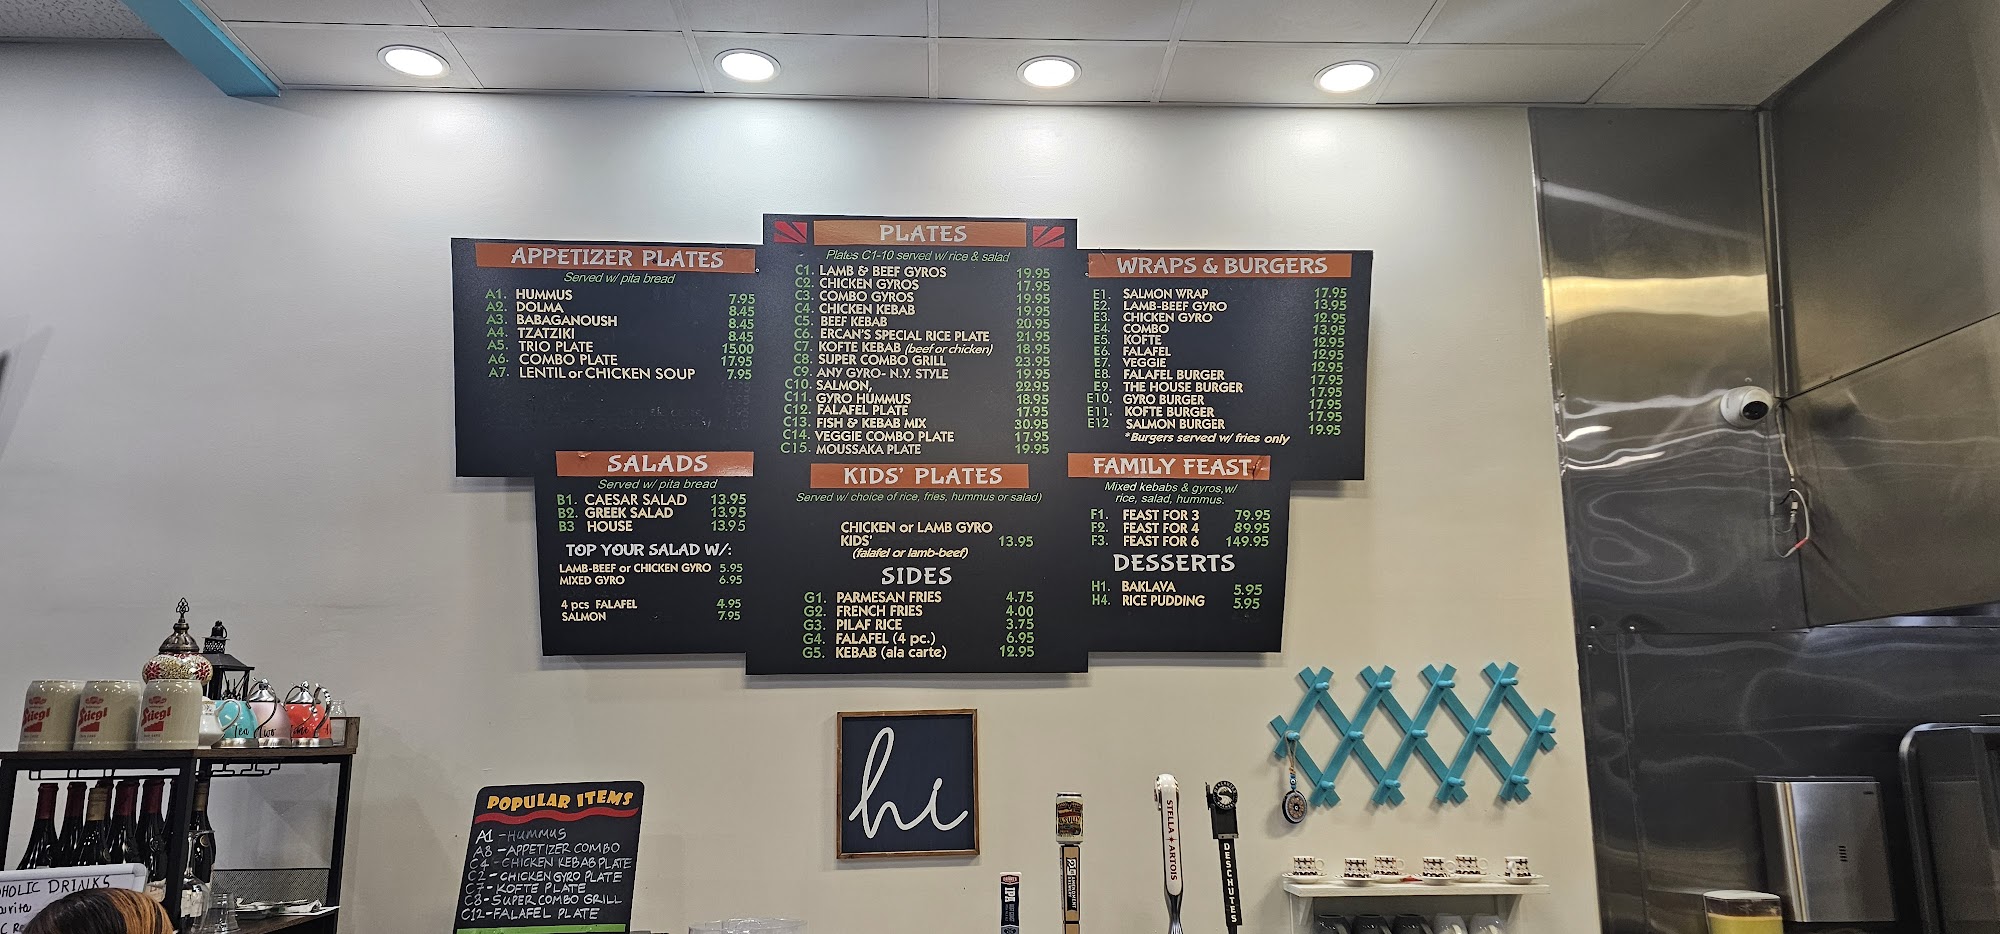 APPETIZER PLATES
Served w/ pita bread
A1. HUMMUS 7.95
A2. DOLMA 8.45
A3. BABAGANOUSH 8.45
A4. TZATZIKI 8.45
A5. TRIO PLATE 15.00
A6. COMBO PLATE 17.95
A7. LENTIL or CHICKEN SOUP 7.95
SALADS
Served w/ pita bread
B1. CAESAR SALAD 13.95
B2. GREEK SALAD 13.95
B3 HOUSE 13.95
TOP YOUR SALAD W/:
LAMB-BEEF or CHICKEN GYRO 5.95
MIXED GYRO 6.95
4 pcs FALAFEL 4.95
SALMON 7.95
PLATES
Plates C1-10 served w/ rice & salad
C1. LAMB & BEEF GYROS 19.95
C2. CHICKEN GYROS 17.95
C3. COMBO GYROS 19.95
C4. CHICKEN KEBAB 19.95
C5. BEEF KEBAB 20.95
C6. ERCAN'S SPECIAL RICE PLATE 21.95
C7. KOFTE KEBAB (beef or chicken) 18.95
C8. SUPER COMBO GRILL 23.95
C9. ANY GYRO- N.Y. STYLE 19.95
C10. SALMON, 22.95
C11. GYRO HUMMUS 18.95
C12. FALAFEL PLATE 17.95
C13. FISH & KEBAB MIX 30.95
C14. VEGGIE COMBO PLATE 17.95
C15. MOUSSAKA PLATE 19.95
KIDS' PLATES
Served w/ choice of rice, fries, hummus or salad)
CHICKEN or LAMB GYRO
KIDS' 13.95
(falafel or lamb-beef)
SIDES
G1. PARMESAN FRIES 4.75
G2. FRENCH FRIES 4.00
G3. PILAF RICE 3.75
G4. FALAFEL (4 pc.) 6.95
G5. KEBAB (ala carte) 12.95
WRAPS & BURGERS
E1. SALMON WRAP 17.95
E2. LAMB-BEEF GYRO 13.95
E3. CHICKEN GYRO 12.95
E4. COMBO 13.95
E5. KOFTE 12.95
E6. FALAFEL 12.95
E7. VEGGIE 12.95
E8. FALAFEL BURGER 17.95
E9. THE HOUSE BURGER 17.95
E10. GYRO BURGER 17.95
E11. KOFTE BURGER 17.95
E12 SALMON BURGER 19.95
*Burgers served w/ fries only
FAMILY FEAST
Mixed kebabs & gyros,w/
rice, salad, hummus.
F1. FEAST FOR 3 79.95
F2. FEAST FOR 4 89.95
F3. FEAST FOR 6 149.95
DESSERTS
H1. BAKLAVA 5.95
H4. RICE PUDDING 5.95
hi
POPULAR ITEMS
A1 - HUMMUS
A8 - APPETIZER COMBO
C4 - CHICKEN KEBAB PLATE
C2 - CHICKEN GYRO PLATE
C7 - KOFTE PLATE
C8 - SUPER COMBO GRILL
C12 - FALAFEL PLATE
Stiegl
Stiegl
Stiegl
Tea
Two
HOLIC DRINKS
IPA
STELLA ARTOIS
DESCHUTES